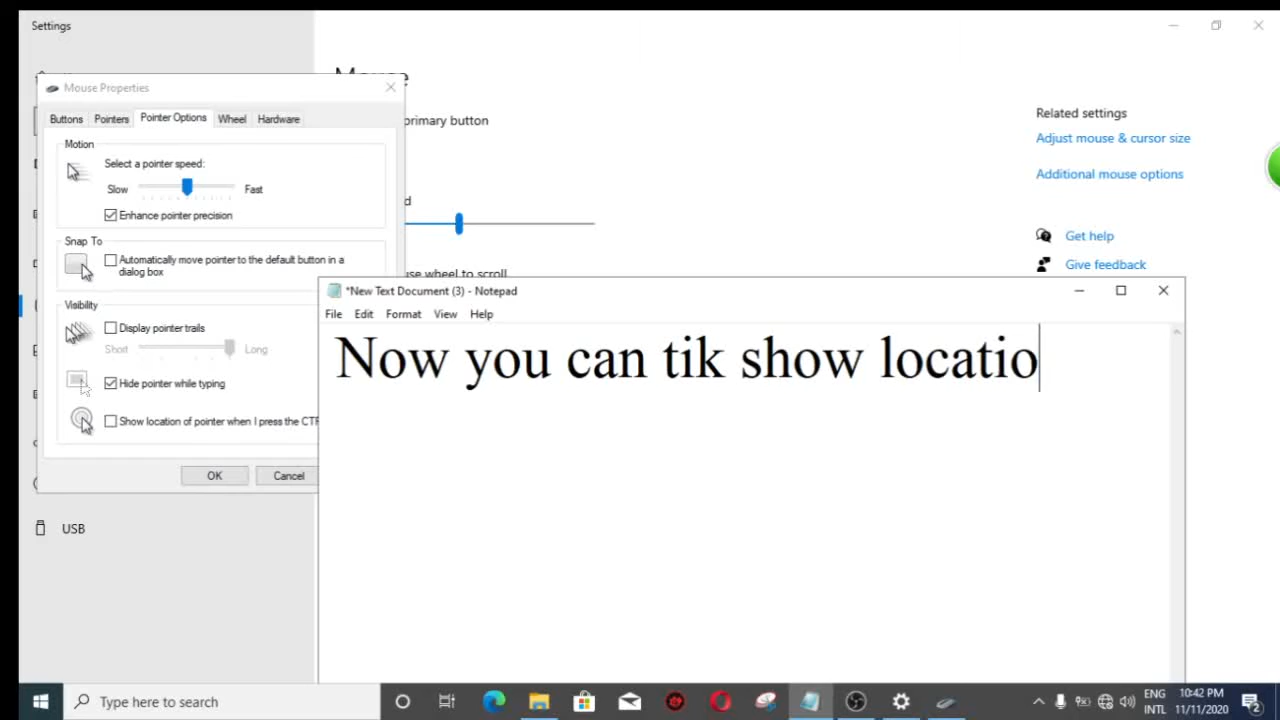 Settings
Mouse
Mouse Properties
Buttons Pointers Pointer Options Wheel Hardware
Motion
Select a pointer speed:
Slow Fast
Enhance pointer precision
Snap To
Automatically move pointer to the default button in a
dialog box
Visibility
Display pointer trails
Short Long
Hide pointer while typing
Show location of pointer when I press the
OK Cancel
USB
primary button
wheel to scroll
Related settings
Adjust mouse & cursor size
Additional mouse options
Get help
Give feedback
*New Text Document (3) - Notepad
File Edit Format View Help
Now you can tik show locatio
Type here to search
ENG
INTL
10:42 PM
11/11/2020
2